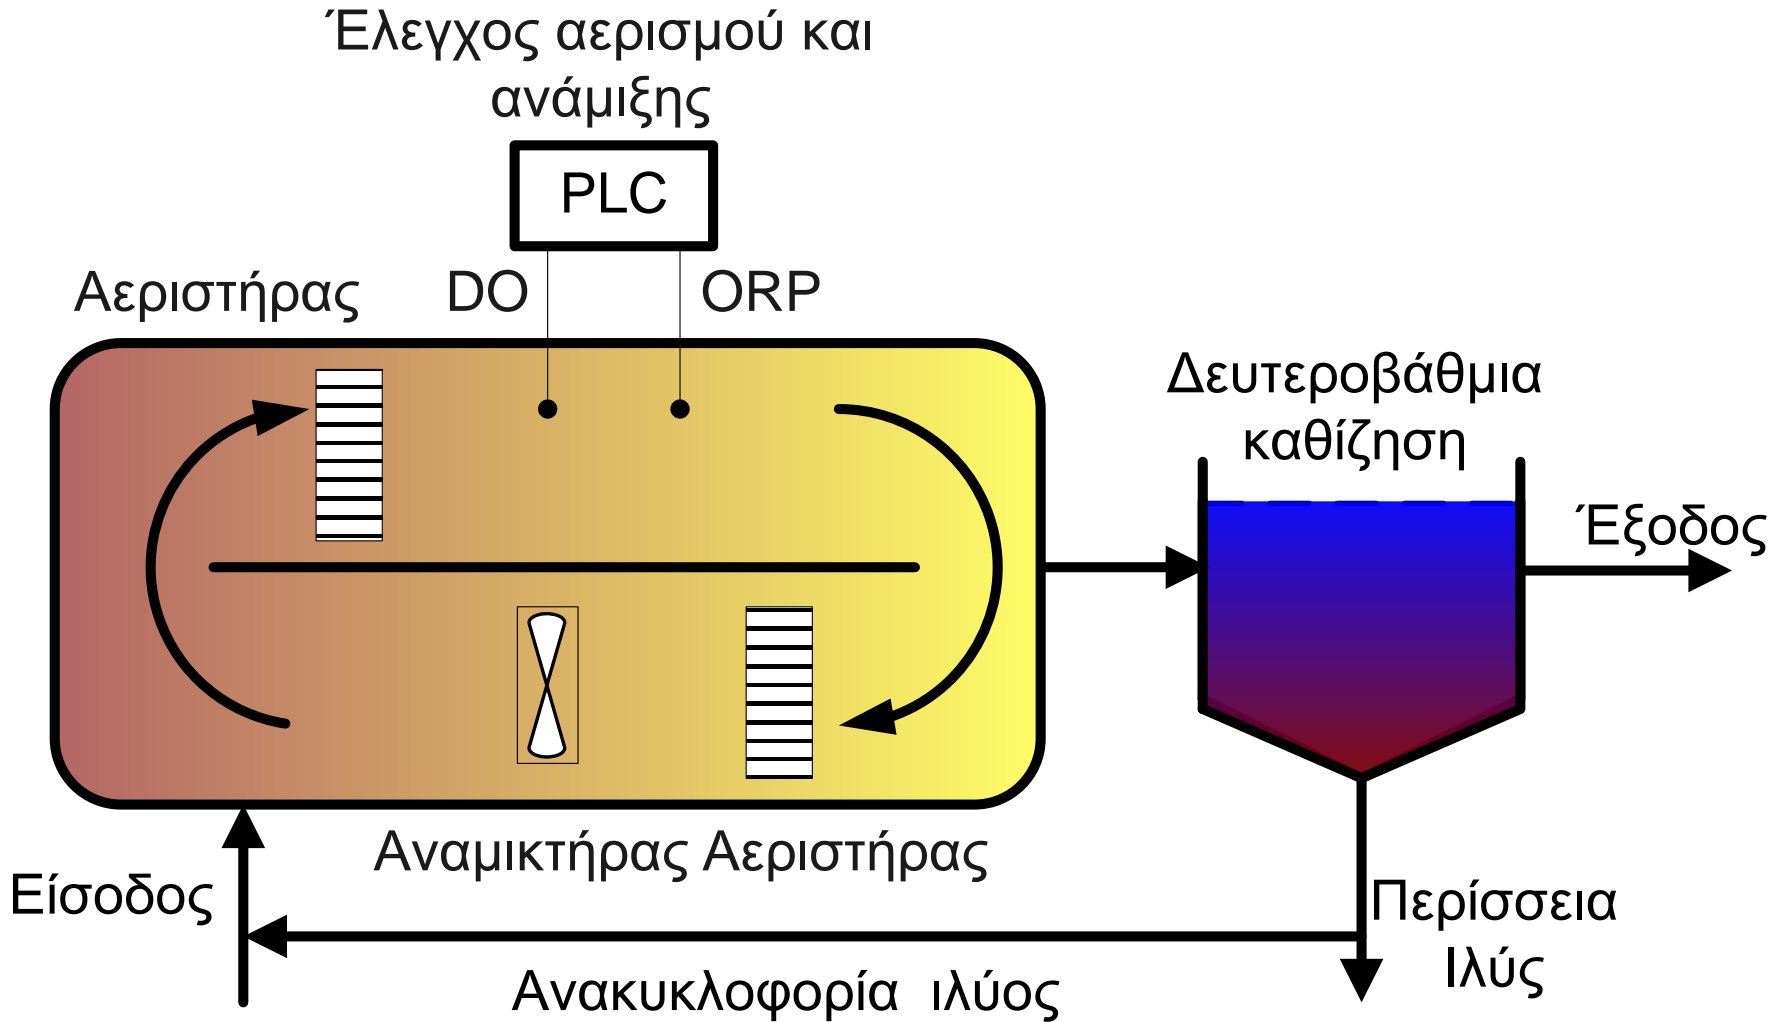 Έλεγχος αερισμού και
ανάμιξης
PLC
Αεριστήρας
DO
ORP
Δευτεροβάθμια
καθίζηση
Έξοδος
Αναμικτήρας
Αεριστήρας
Είσοδος
Περίσσεια
Ιλύς
Ανακυκλοφορία ιλύος